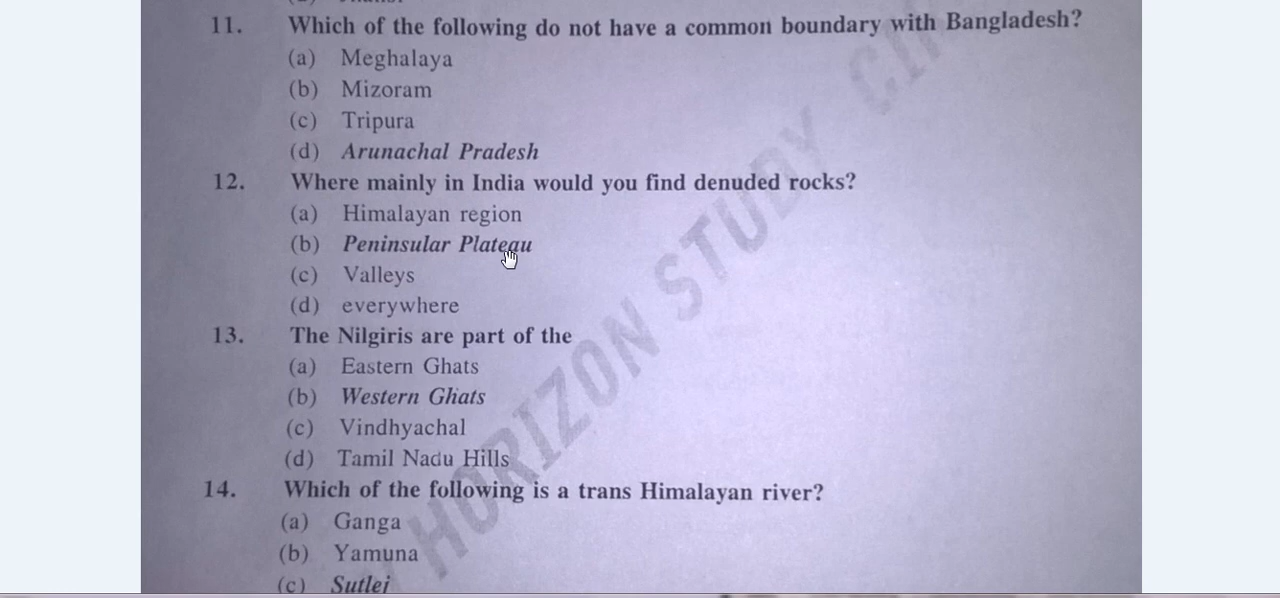 11. Which of the following do not have a common boundary with Bangladesh?
(a) Meghalaya
(b) Mizoram
(c) Tripura
(d) Arunachal Pradesh
12. Where mainly in India would you find denuded rocks?
(a) Himalayan region
(b) Peninsular Plateau
(c) Valleys
(d) everywhere
13. The Nilgiris are part of the
(a) Eastern Ghats
(b) Western Ghats
(c) Vindhyachal
(d) Tamil Nadu Hills
14. Which of the following is a trans Himalayan river?
(a) Ganga
(b) Yamuna
(c) Sutlej
HORIZON STUDY